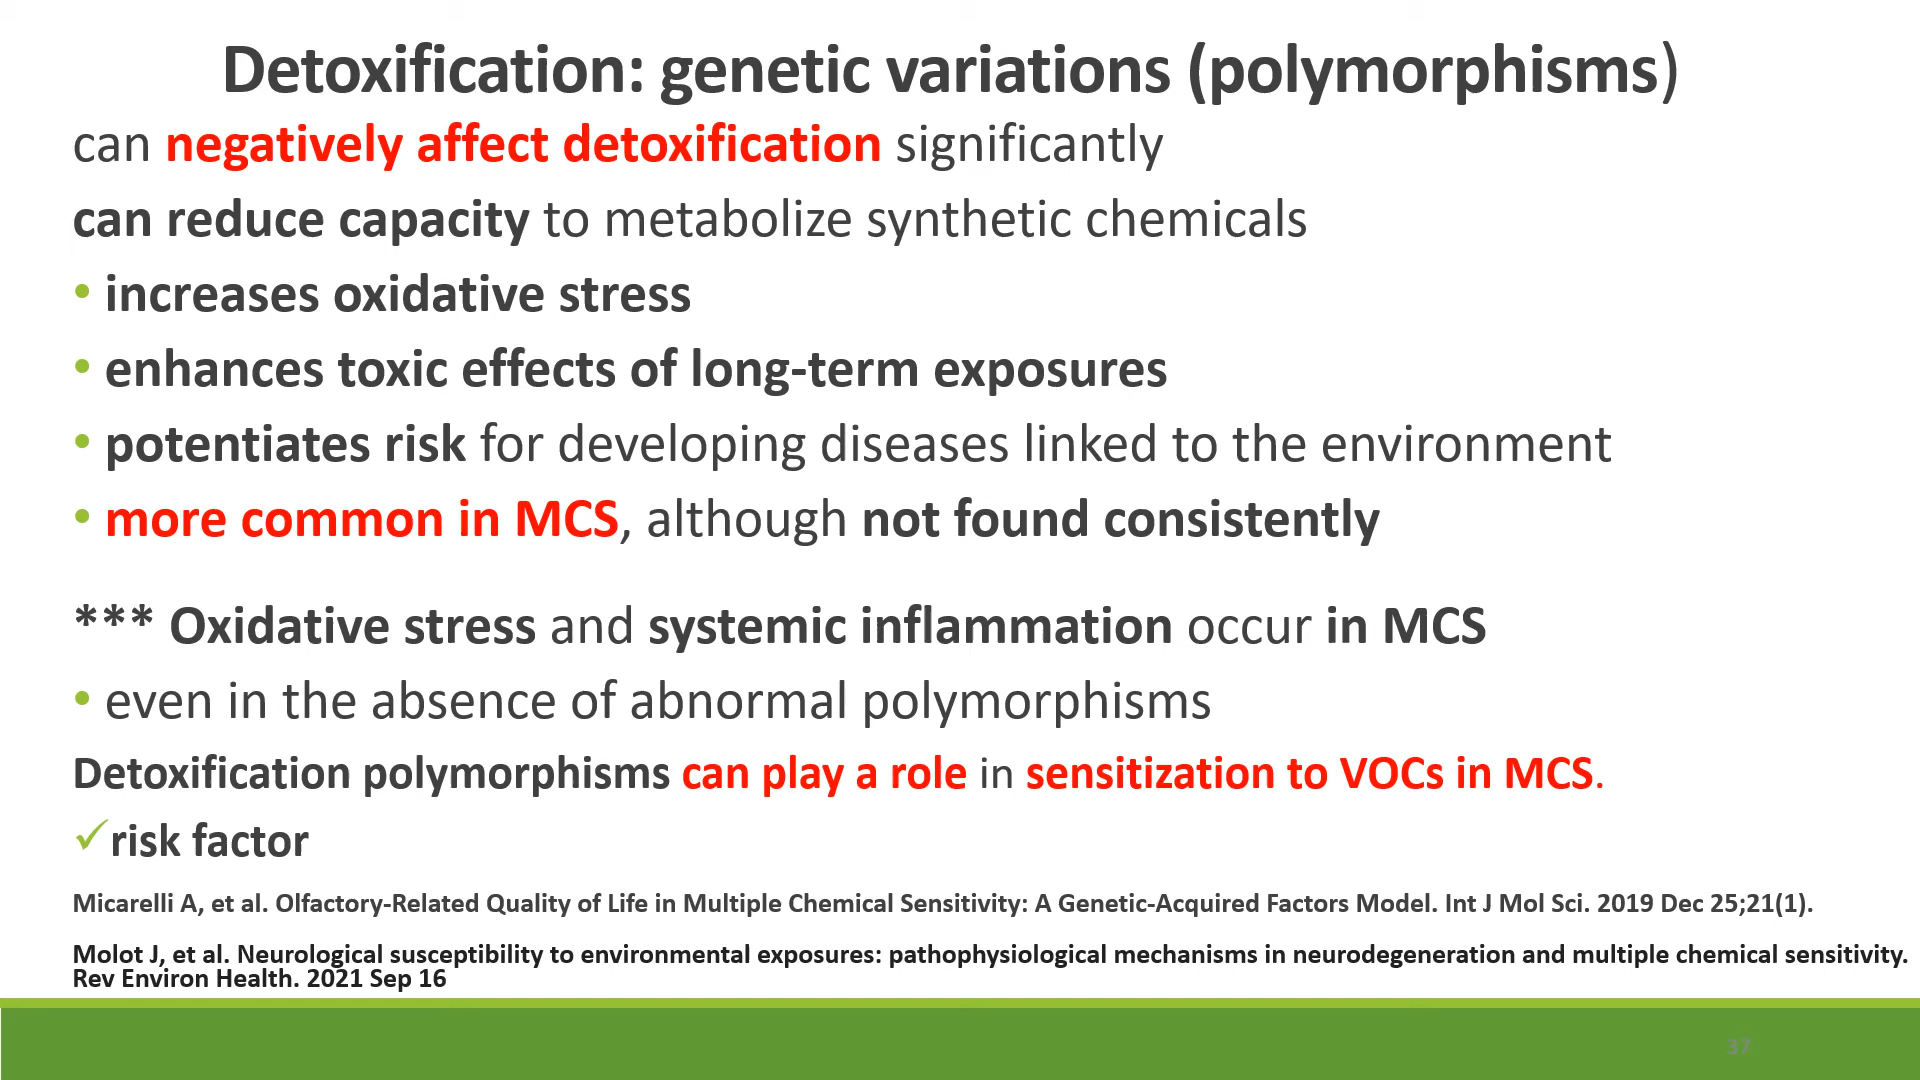 Detoxification: genetic variations (polymorphisms)
can negatively affect detoxification significantly
can reduce capacity to metabolize synthetic chemicals
• increases oxidative stress
• enhances toxic effects of long-term exposures
• potentiates risk for developing diseases linked to the environment
• more common in MCS, although not found consistently
*** Oxidative stress and systemic inflammation occur in MCS
• even in the absence of abnormal polymorphisms
Detoxification polymorphisms can play a role in sensitization to VOCs in MCS.
✓risk factor
Micarelli A, et al. Olfactory-Related Quality of Life in Multiple Chemical Sensitivity: A Genetic-Acquired Factors Model. Int J Mol Sci. 2019 Dec 25;21(1).
Molot J, et al. Neurological susceptibility to environmental exposures: pathophysiological mechanisms in neurodegeneration and multiple chemical sensitivity.
Rev Environ Health. 2021 Sep 16
37